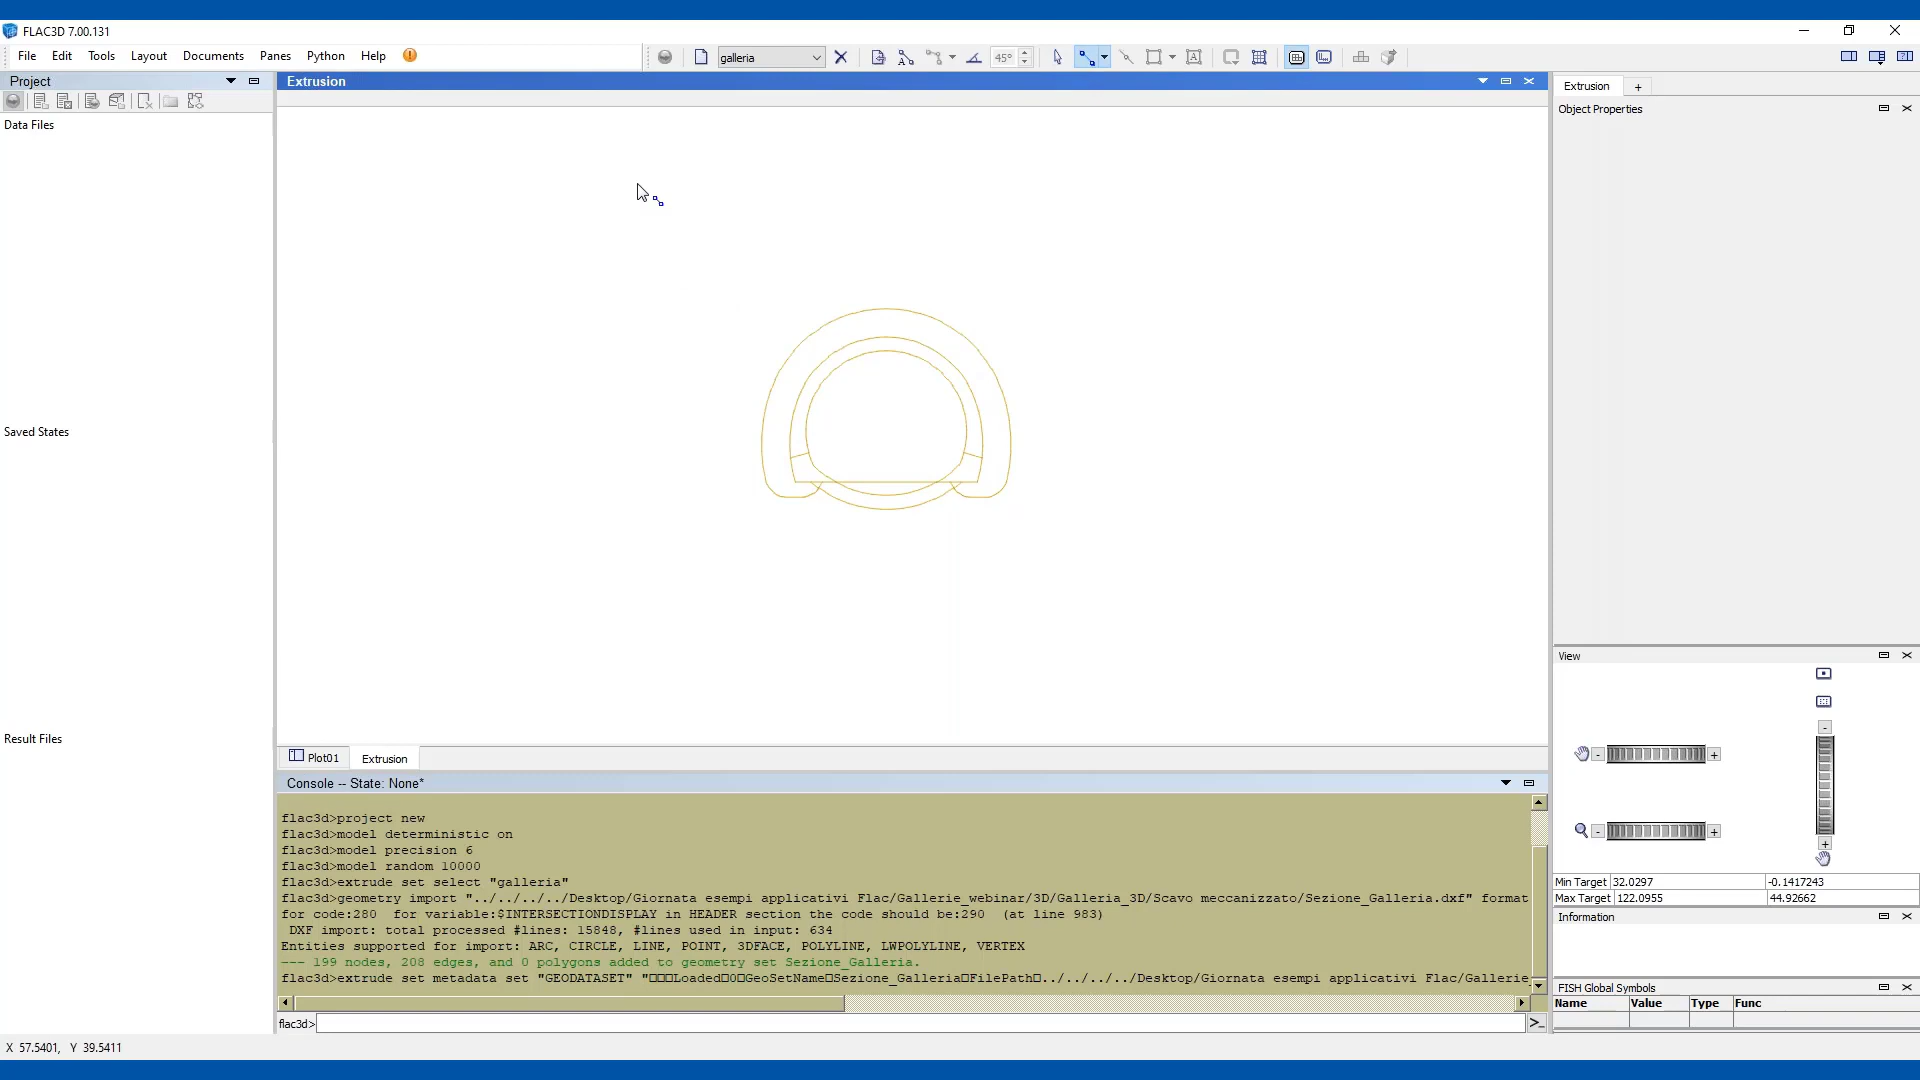 FLAC3D 7.00.131
File Edit Tools Layout Documents Panes Python Help
galleria
45°
Project
Extrusion
Extrusion
+
Object Properties
Data Files
Saved States
Result Files
View
-
- +
- +
+
Plot01 Extrusion
Console -- State: None*
flac3d>project new
flac3d>model deterministic on
flac3d>model precision 6
flac3d>model random 10000
flac3d>extrude set select "galleria"
flac3d>geometry import "../../../../Desktop/Giornata esempi applicativi Flac/Gallerie_webinar/3D/Galleria_3D/Scavo meccanizzato/Sezione_Galleria.dxf" format
for code:280 for variable:$INTERSECTIONDISPLAY in HEADER section the code should be:290 (at line 983)
DXF import: total processed #lines: 15848, #lines used in input: 634
Entities supported for import: ARC, CIRCLE, LINE, POINT, 3DFACE, POLYLINE, LWPOLYLINE, VERTEX
--- 199 nodes, 208 edges, and 0 polygons added to geometry set Sezione_Galleria.
flac3d>extrude set metadata set "GEODATASET" "□□□Loaded□0□GeoSetName□Sezione_Galleria□FilePath□../../../../Desktop/Giornata esempi applicativi Flac/Gallerie_
flac3d>
Min Target 32.0297 -0.1417243
Max Target 122.0955 44.92662
Information
FISH Global Symbols
Name Value Type Func
X 57.5401, Y 39.5411